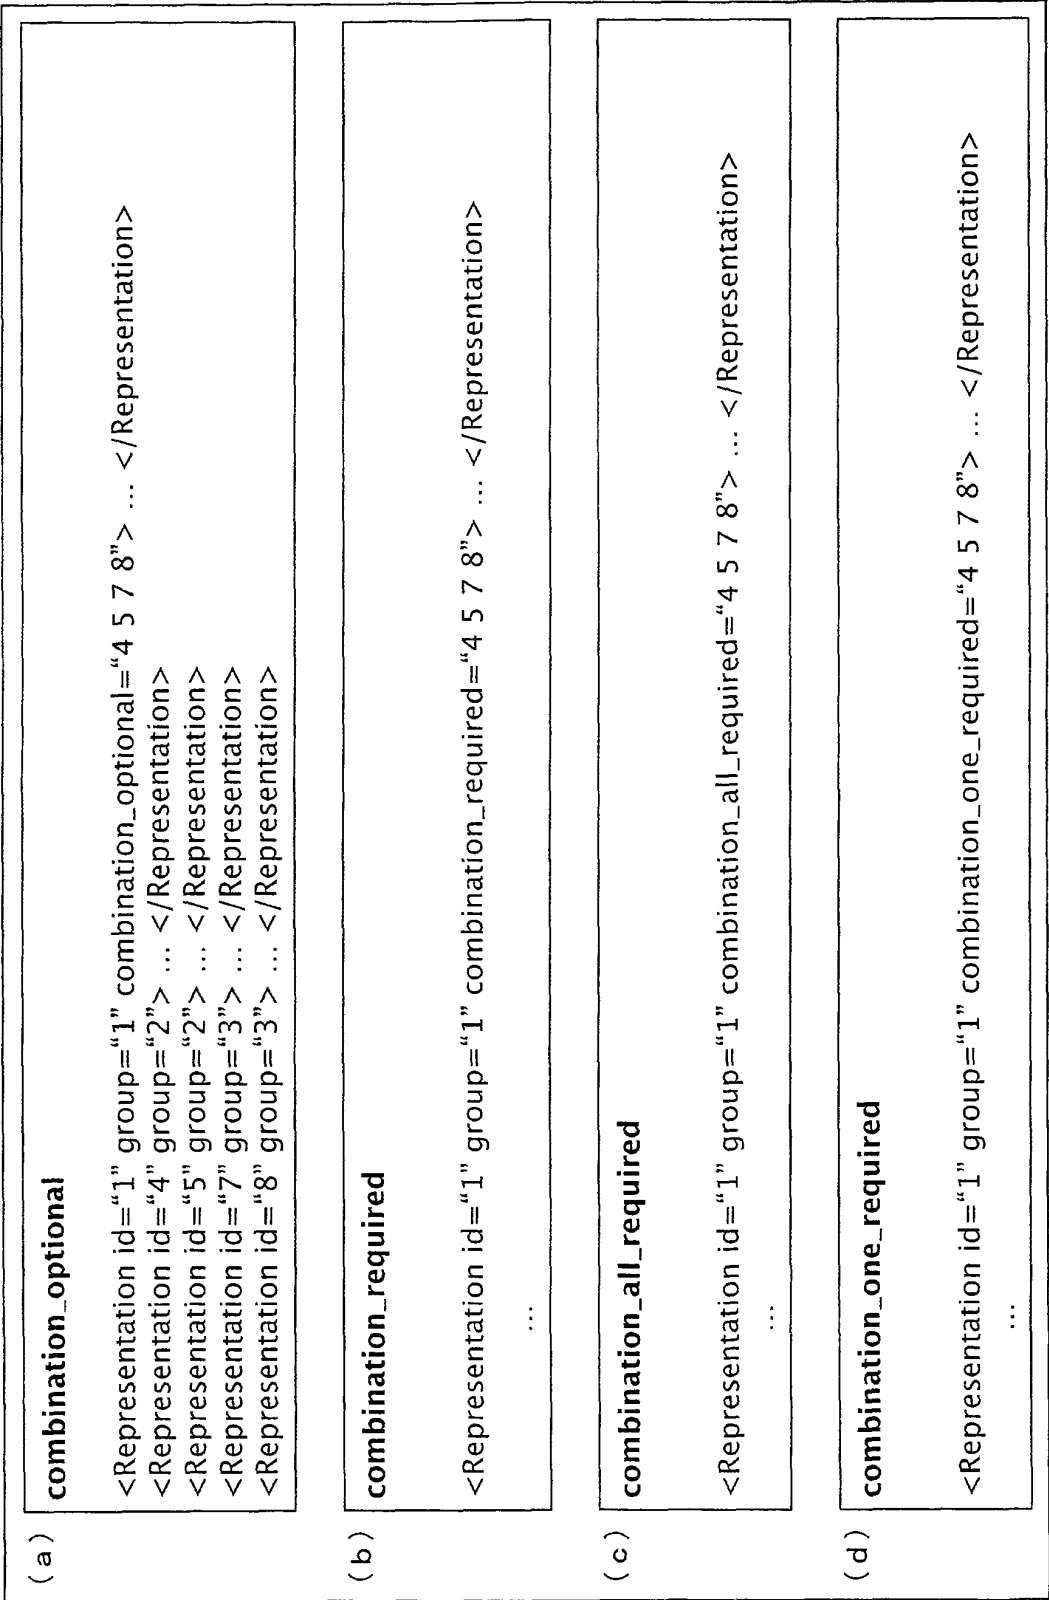 (a)
combination_optional
<Representation id=“1” group=“1” combination_optional=“4 5 7 8”> ... </Representation>
<Representation id=“4” group=“2”> ... </Representation>
<Representation id=“5” group=“2”> ... </Representation>
<Representation id=“7” group=“3”> ... </Representation>
<Representation id=“8” group=“3”> ... </Representation>
(b)
combination_required
<Representation id=“1” group=“1” combination_required=“4 5 7 8”> ... </Representation>
...
(c)
combination_all_required
<Representation id=“1” group=“1” combination_all_required=“4 5 7 8”> ... </Representation>
...
(d)
combination_one_required
<Representation id=“1” group=“1” combination_one_required=“4 5 7 8”> ... </Representation>
...